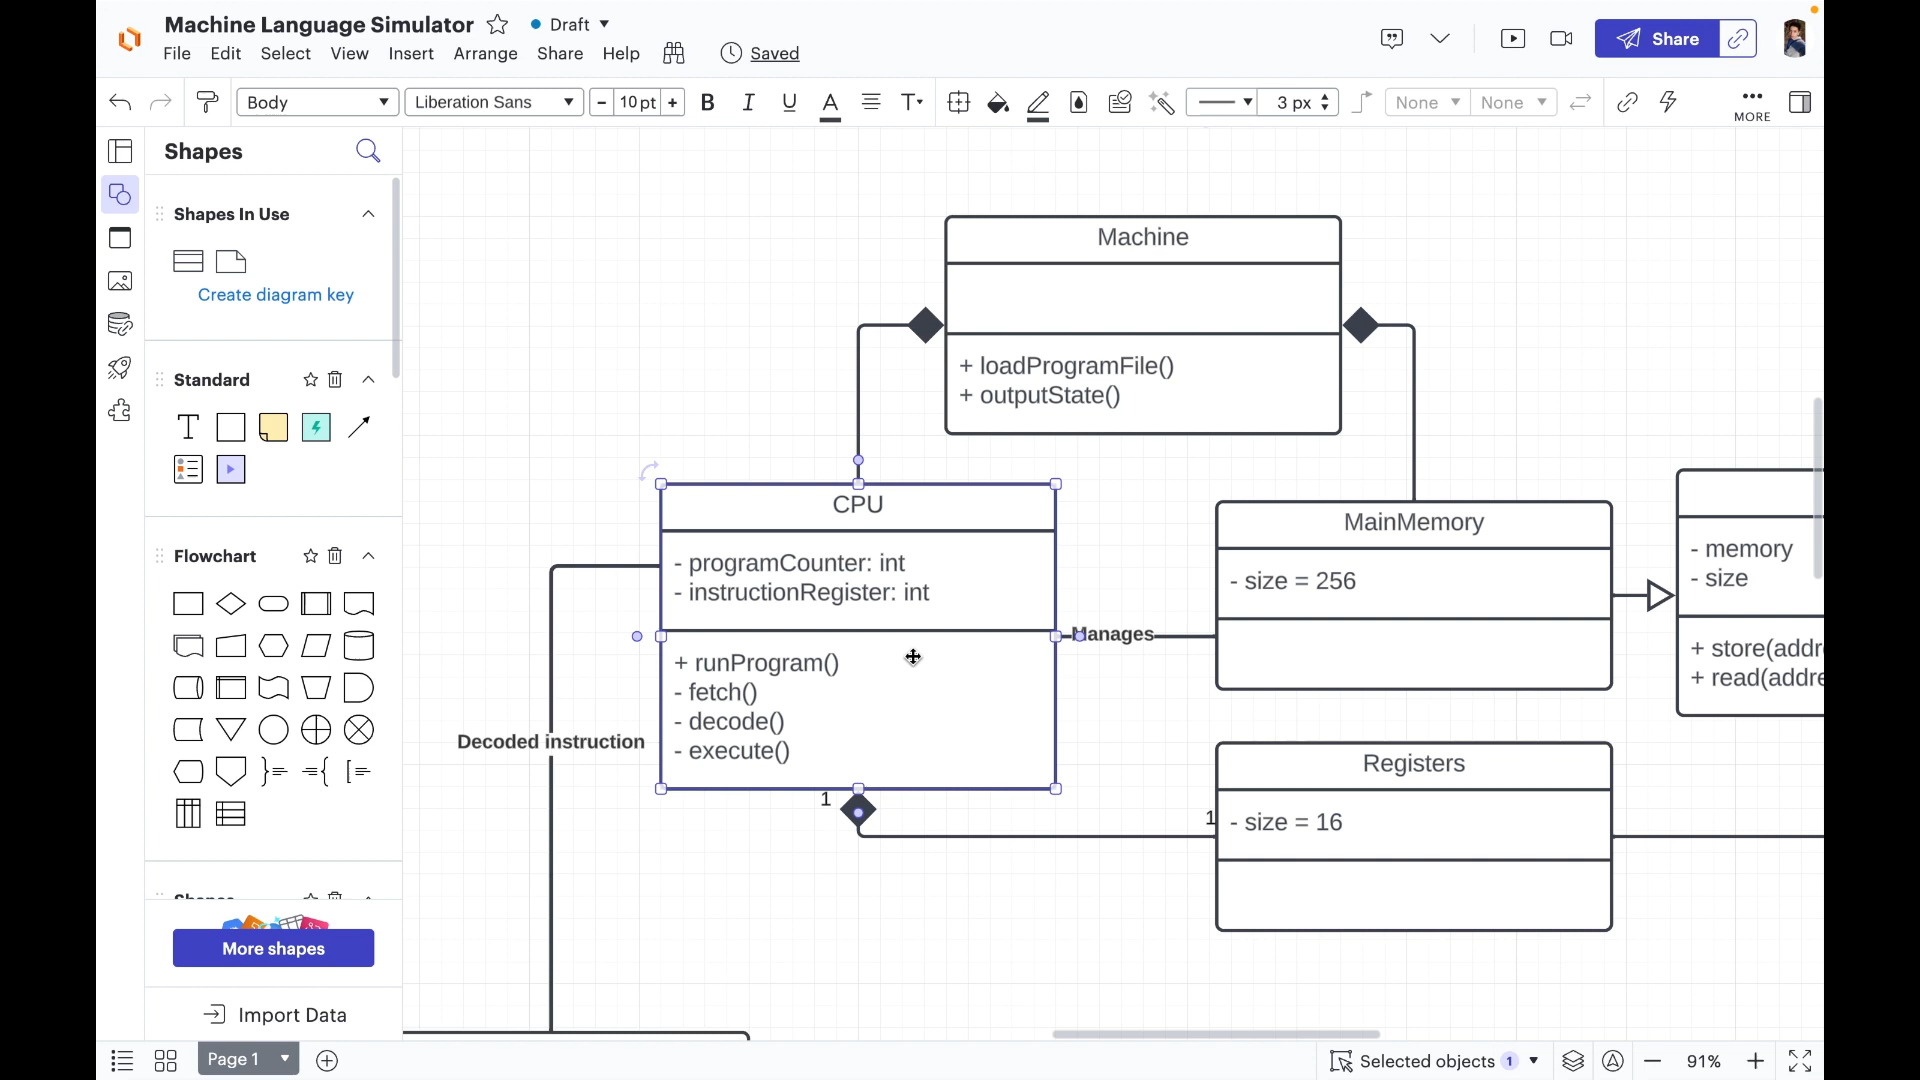 Machine Language Simulator
Draft
File Edit Select View Insert Arrange Share Help
Saved
Share
Body
Liberation Sans
10 pt
B I U A T
3 px
None
None
MORE
Shapes
Shapes In Use
Create diagram key
Standard
T
Flowchart
Shapes
More shapes
Import Data
Machine
+ loadProgramFile()
+ outputState()
CPU
- programCounter: int
- instructionRegister: int
+ runProgram()
- fetch()
- decode()
- execute()
Manages
MainMemory
- size = 256
- memory
- size
+ store(addr
+ read(addre
Decoded instruction
1
1
Registers
- size = 16
Page 1
Selected objects 1
91%